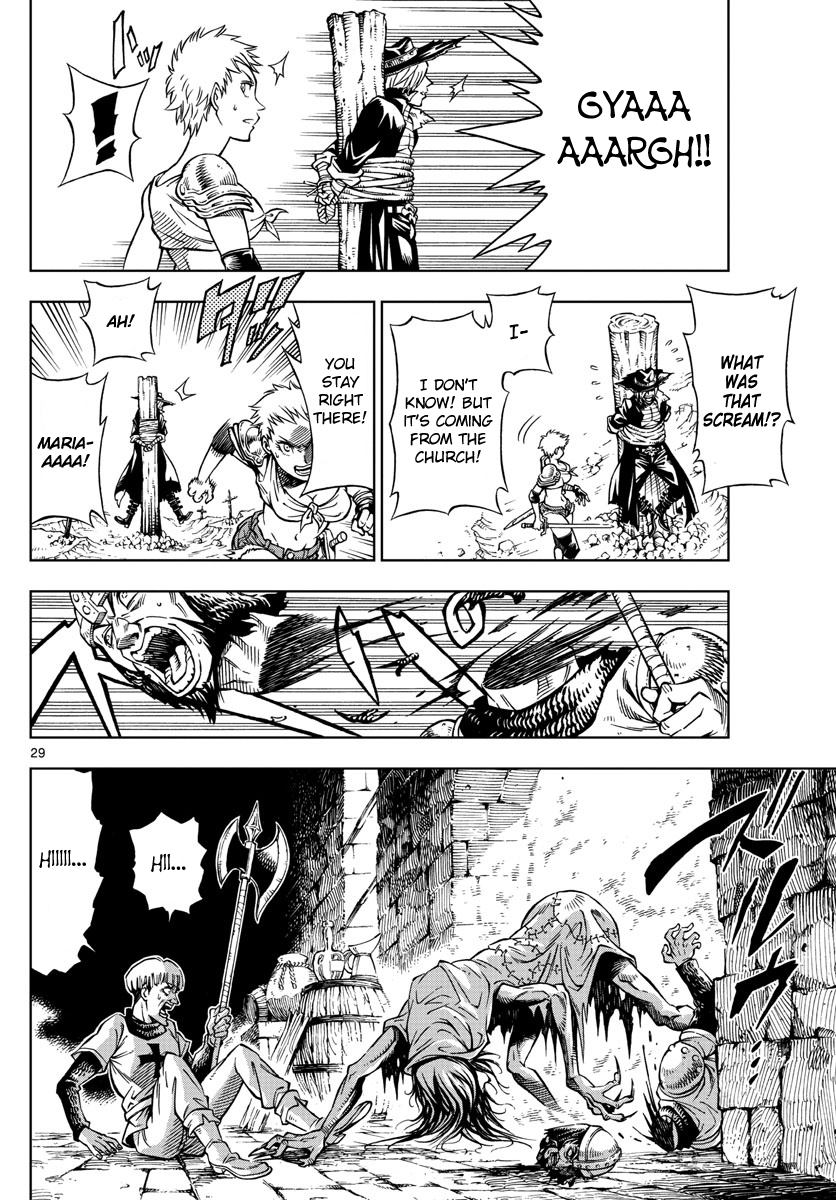 GYAAA
AAARGH!!
WHAT
WAS
THAT
SCREAM!?
I-
I DON'T
KNOW! BUT
IT'S COMING
FROM THE
CHURCH!
YOU
STAY
RIGHT
THERE!
AH!
MARIA-
AAAA!
29
HII...
HIIIII...